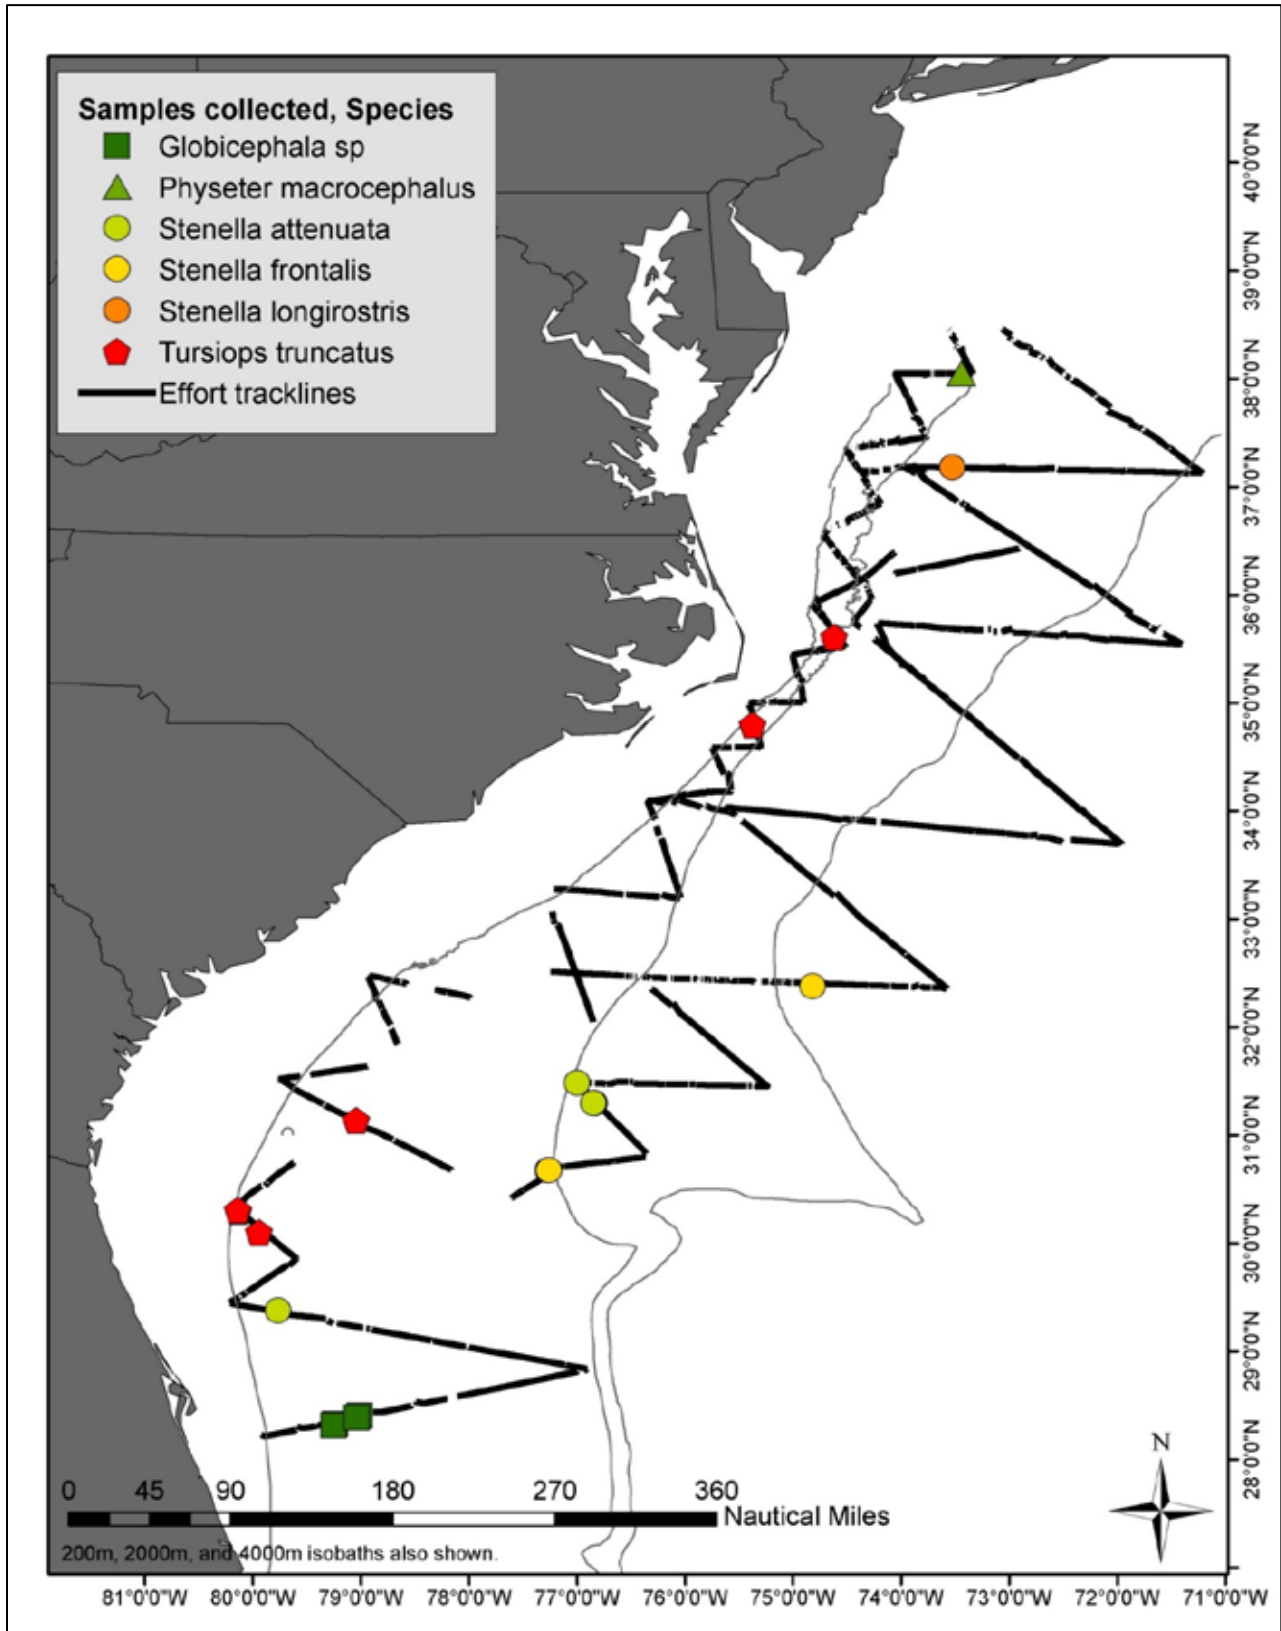 Samples collected, Species
Globicephala sp
Physeter macrocephalus
Stenella attenuata
Stenella frontalis
Stenella longirostris
Tursiops truncatus
Effort tracklines
40°0'0"N
39°0'0"N
38°0'0"N
37°0'0"N
36°0'0"N
35°0'0"N
34°0'0"N
33°0'0"N
32°0'0"N
31°0'0"N
30°0'0"N
29°0'0"N
28°0'0"N
N
0 45 90 180 270 360
Nautical Miles
200m, 2000m, and 4000m isobaths also shown.
81°0'0"W 80°0'0"W 79°0'0"W 78°0'0"W 77°0'0"W 76°0'0"W 75°0'0"W 74°0'0"W 73°0'0"W 72°0'0"W 71°0'0"W